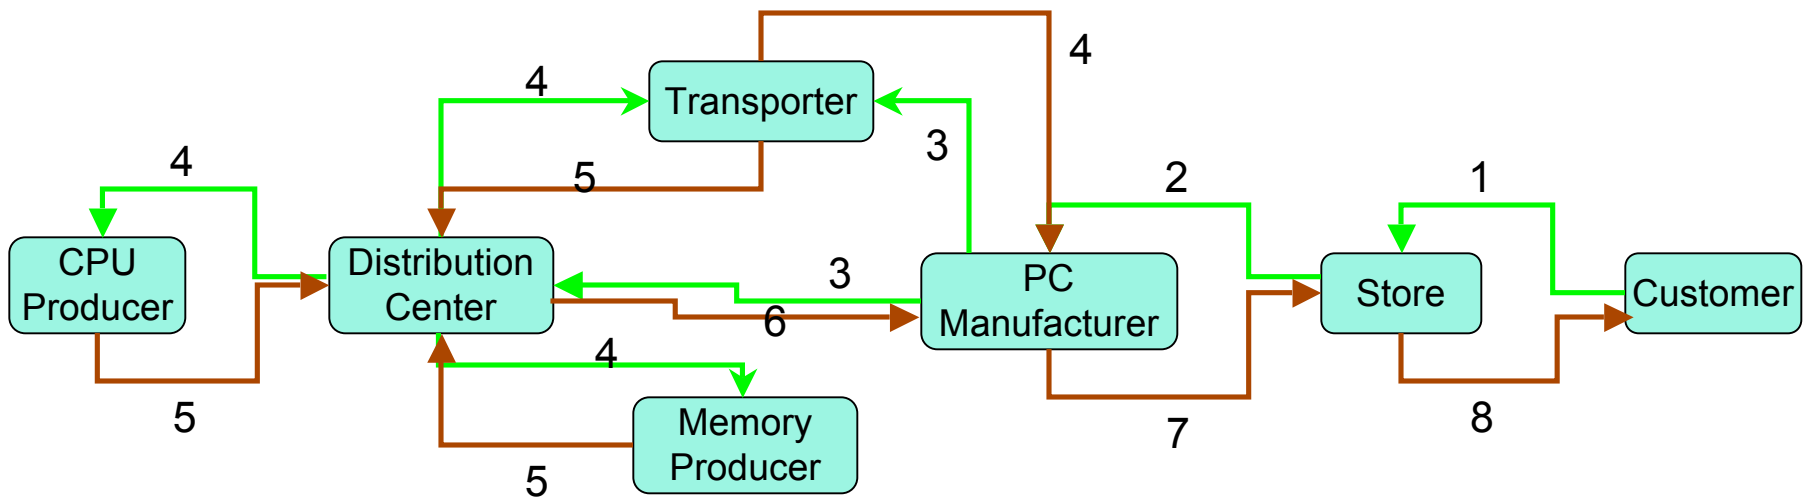 4
4
Transporter
3
4
5
2
1
CPU
Producer
Distribution
Center
3
6
PC
Manufacturer
Store
Customer
4
5
Memory
Producer
5
7
8